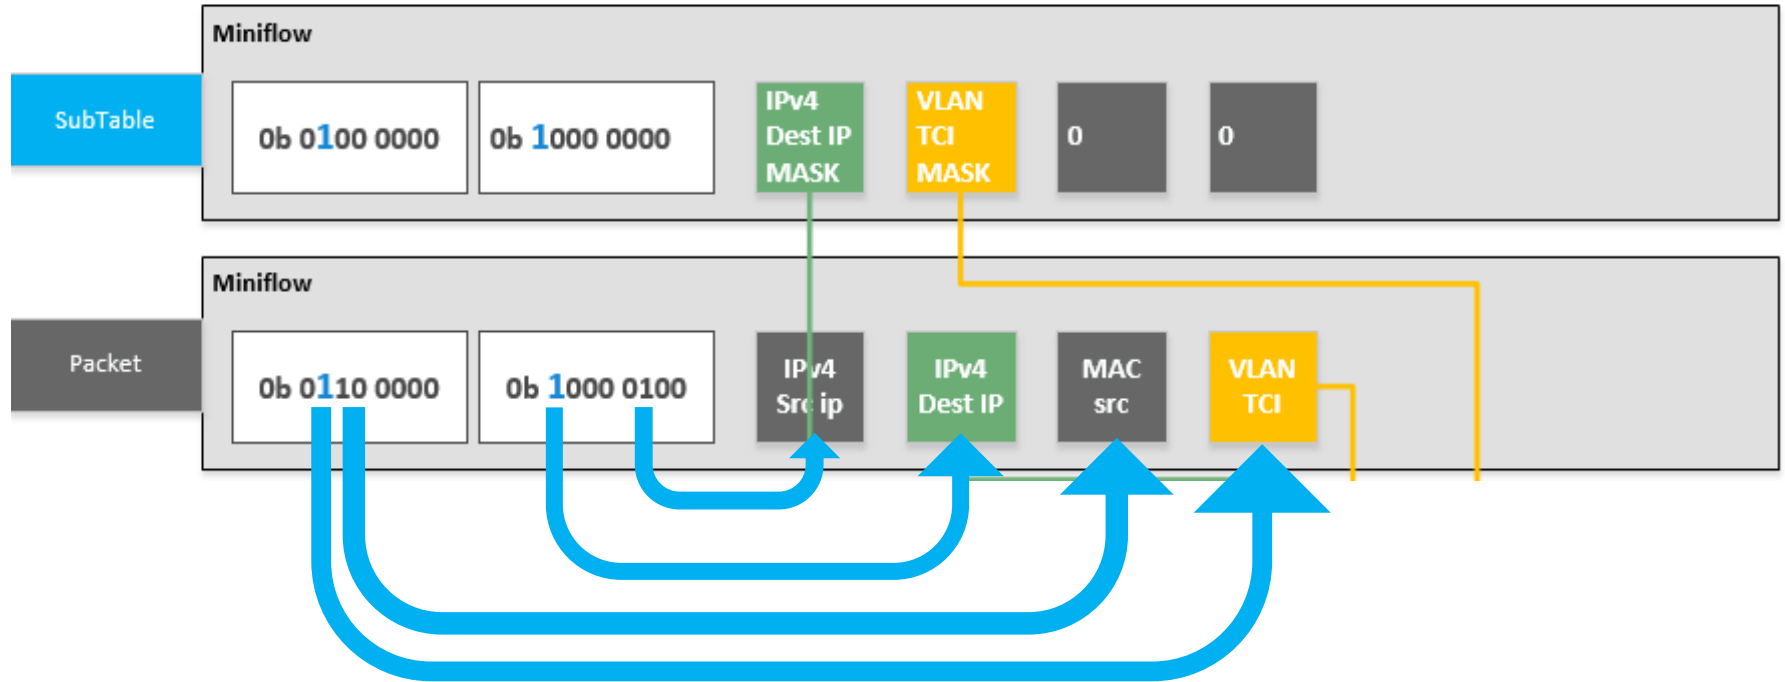 Miniflow
SubTable
0b 0100 0000
0b 1000 0000
IPv4
Dest IP
MASK
VLAN
TCI
MASK
0
0
Miniflow
Packet
0b 0110 0000
0b 1000 0100
IPv4
Src ip
IPv4
Dest IP
MAC
src
VLAN
TCI